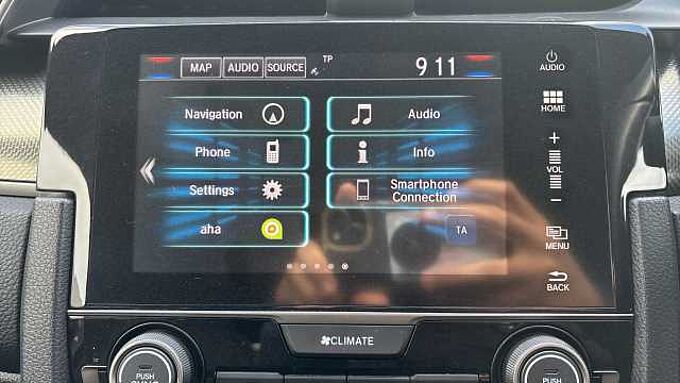 MAP AUDIO SOURCE TP 9 11
AUDIO
HOME
VOL
MENU
BACK
Navigation
Audio
Phone
Info
Settings
Smartphone
Connection
aha
TA
CLIMATE
PUSH
SYNC
PUSH